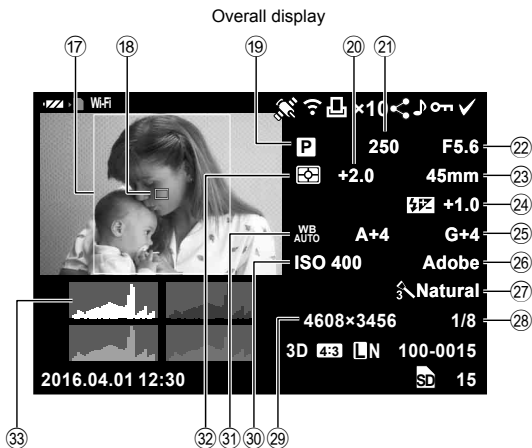 Overall display
⑰ ⑱ ⑲ ⑳ ㉑
Wi-Fi ×10
P 250 F5.6 ㉒
+2.0 45mm ㉓
+1.0 ㉔
WB AUTO A+4 G+4 ㉕
ISO 400 Adobe ㉖
3 Natural ㉗
4608×3456 1/8 ㉘
3D 4:3 LN 100-0015
2016.04.01 12:30 SD 15
㉝ ㉜ ㉛ ㉚ ㉙